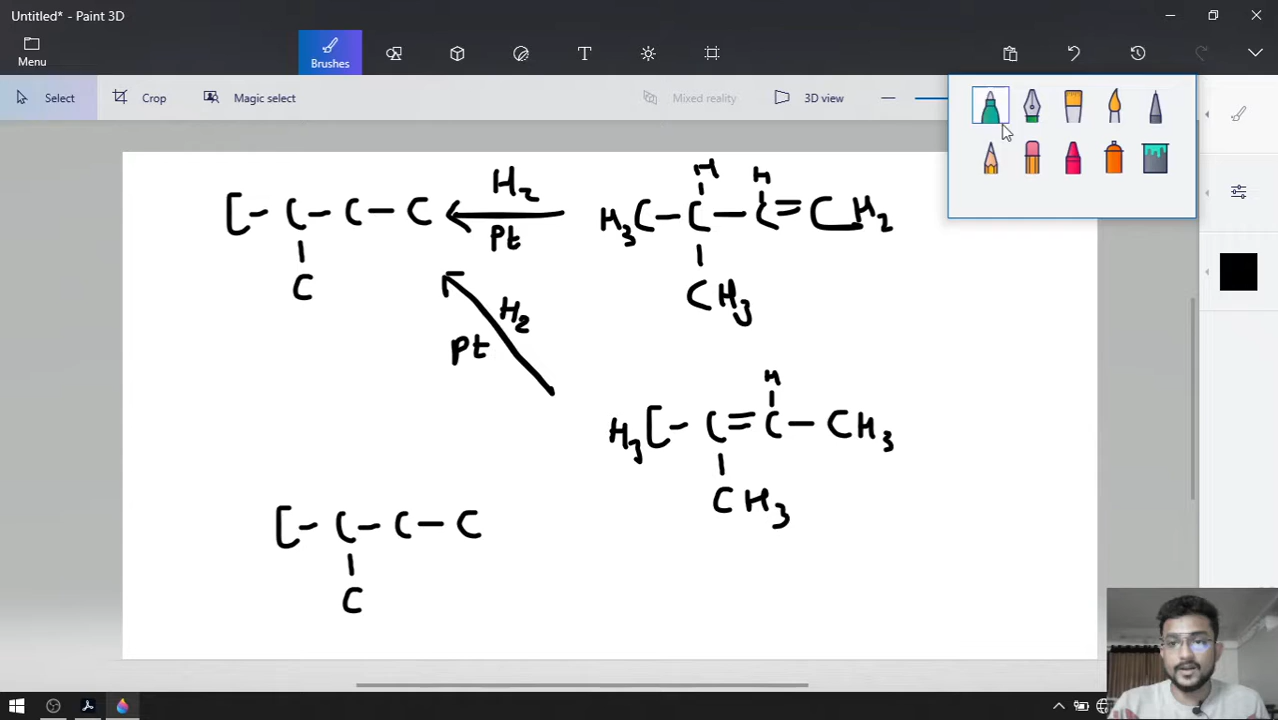 Untitled* - Paint 3D
Menu
Brushes
Select
Crop
Magic select
Mixed reality
3D view
H2
C - C - C - C
Pt
C
H H
H3C - C - C = CH2
CH3
H2
Pt
H
H3C - C = C - CH3
CH3
C - C - C - C
C